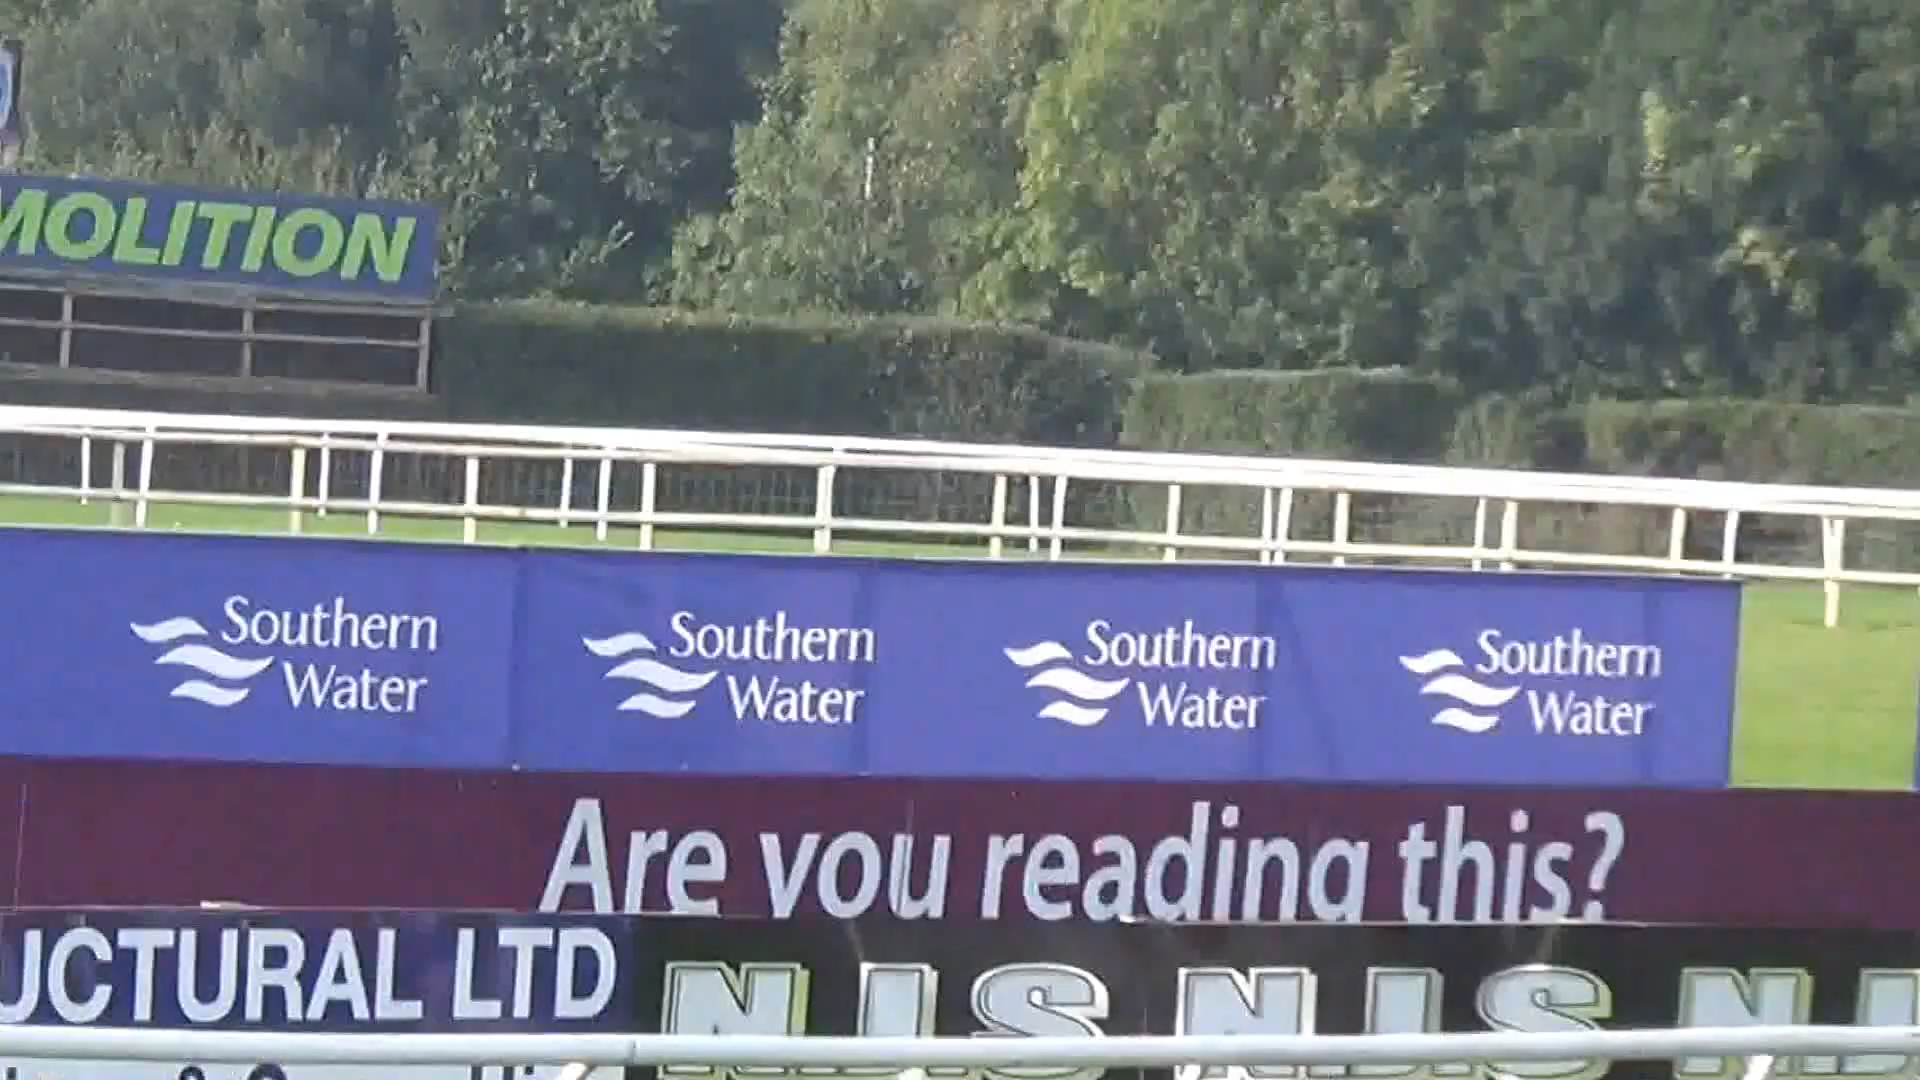 MOLITION
Southern
Water
Southern
Water
Southern
Water
Southern
Water
Are you reading this?
UCTURAL LTD
N.J.S N.J.S N.J